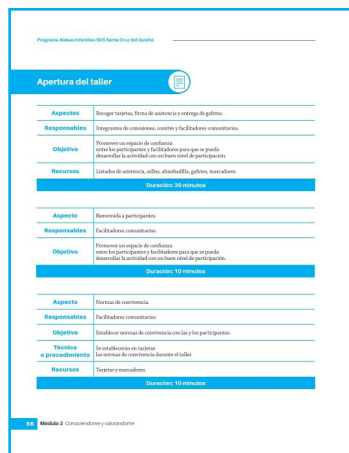 Programa Aldeas Infantiles SOS Santa Cruz del Quiché
Apertura del taller
Aspectos Recoger tarjetas, firma de asistencia y entrega de gafetes.
Responsables Integrantes de comisiones, comités y facilitadores comunitarios.
Objetivo Promover un espacio de confianza
entre los participantes y facilitadores para que se pueda
desarrollar la actividad con un buen nivel de participación.
Recursos Listados de asistencia, sellos, almohadilla, gafetes, marcadores.
Duración: 30 minutos
Aspecto Bienvenida a participantes.
Responsables Facilitadores comunitarios.
Objetivo Promover un espacio de confianza
entre los participantes y facilitadores para que se pueda
desarrollar la actividad con un buen nivel de participación.
Duración: 10 minutos
Aspecto Normas de convivencia.
Responsables Facilitadores comunitarios.
Objetivo Establecer normas de convivencia con las y los participantes.
Técnica
o procedimiento Se establecerán en tarjetas
las normas de convivencia durante el taller.
Recursos Tarjetas y marcadores.
Duración: 10 minutos
58 Módulo 2 Conociéndome y valorándome